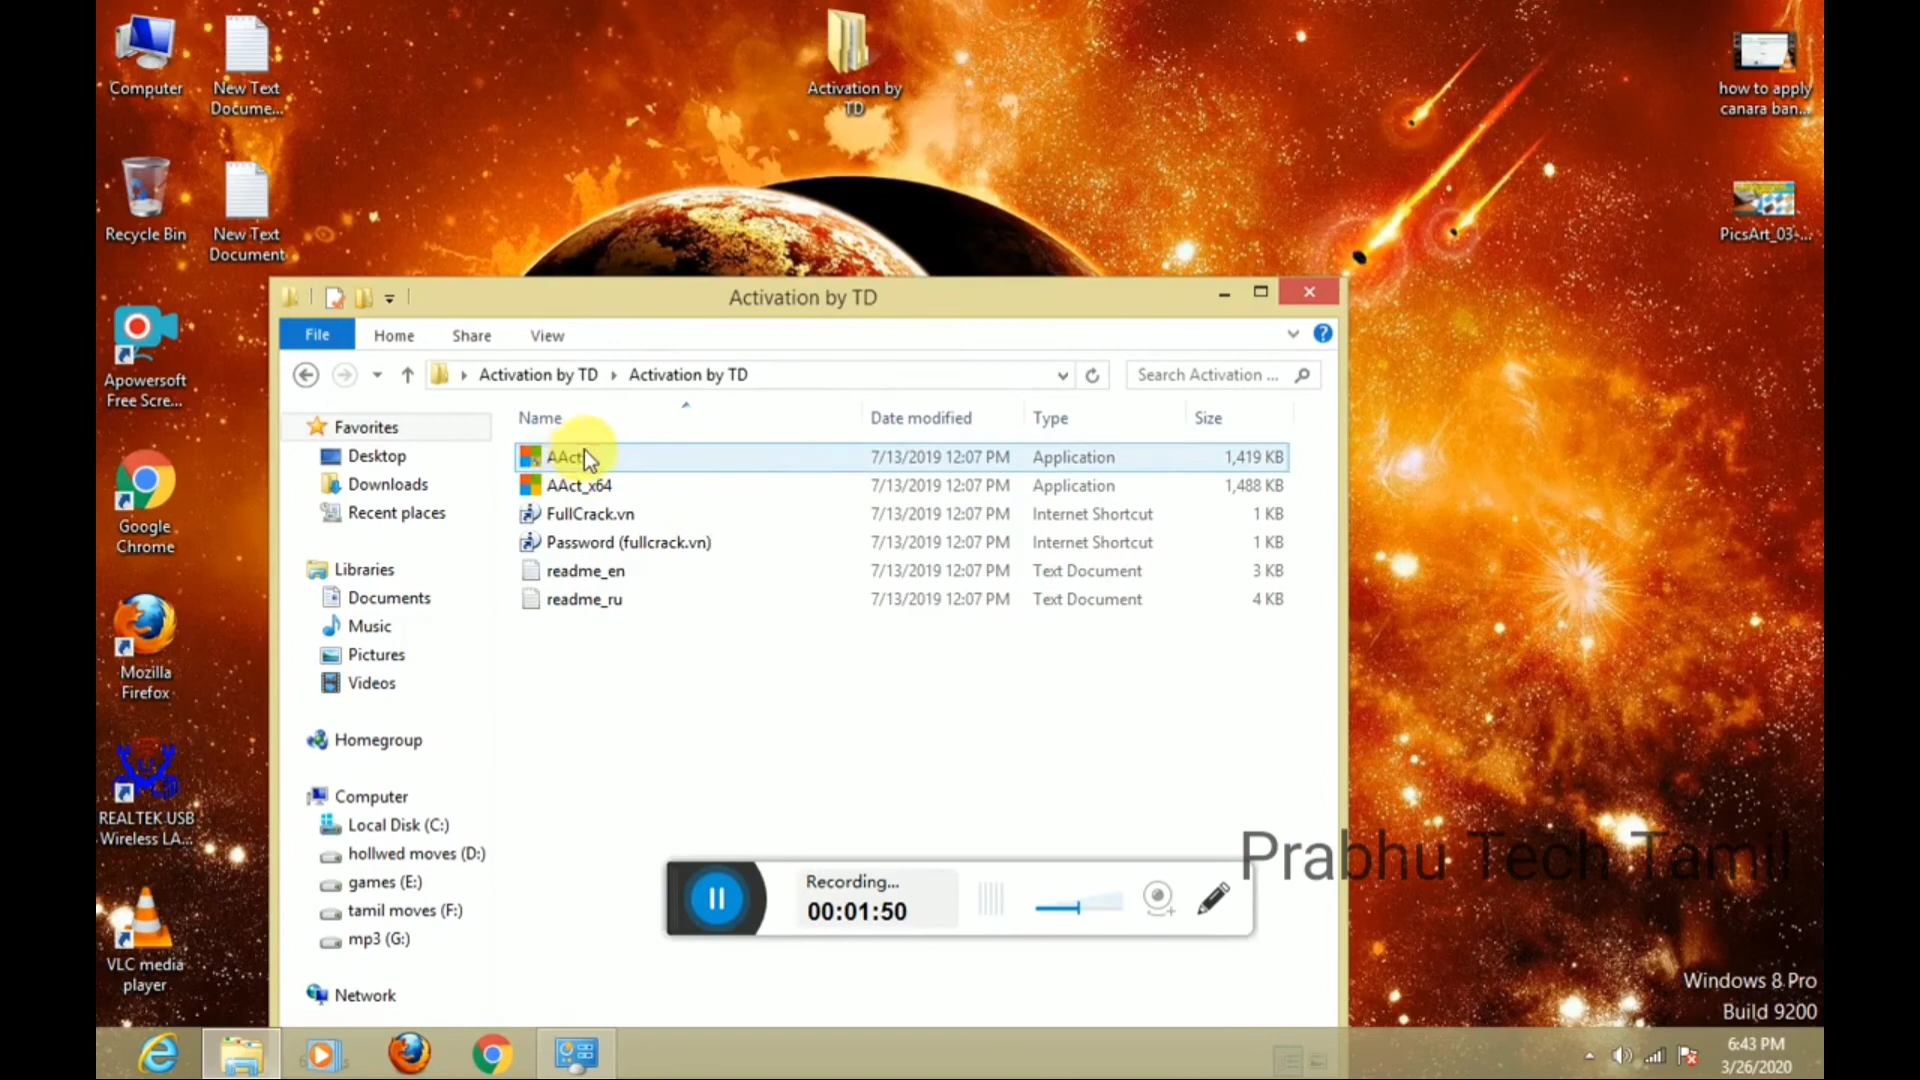 Computer
New Text
Docume...
Activation by
TD
how to apply
canara ban...
Recycle Bin
New Text
Document
PicsArt_03-...
Activation by TD
File
Home
Share
View
Activation by TD
Activation by TD
Search Activation ...
Apowersoft
Free Scre...
Name
Date modified
Type
Size
Favorites
Desktop
Downloads
Recent places
7/13/2019 12:07 PM Application 1,419 KB
AAct_x64 7/13/2019 12:07 PM Application 1,488 KB
FullCrack.vn 7/13/2019 12:07 PM Internet Shortcut 1 KB
Password (fullcrack.vn) 7/13/2019 12:07 PM Internet Shortcut 1 KB
readme_en 7/13/2019 12:07 PM Text Document 3 KB
readme_ru 7/13/2019 12:07 PM Text Document 4 KB
Google
Chrome
Libraries
Documents
Music
Pictures
Videos
Mozilla
Firefox
Homegroup
Computer
Local Disk (C:)
hollwed moves (D:)
games (E:)
tamil moves (F:)
mp3 (G:)
Network
REALTEK USB
Wireless LA...
VLC media
player
Recording...
00:01:50
Prabhu Tech Tamil
Windows 8 Pro
Build 9200
6:43 PM
3/26/2020